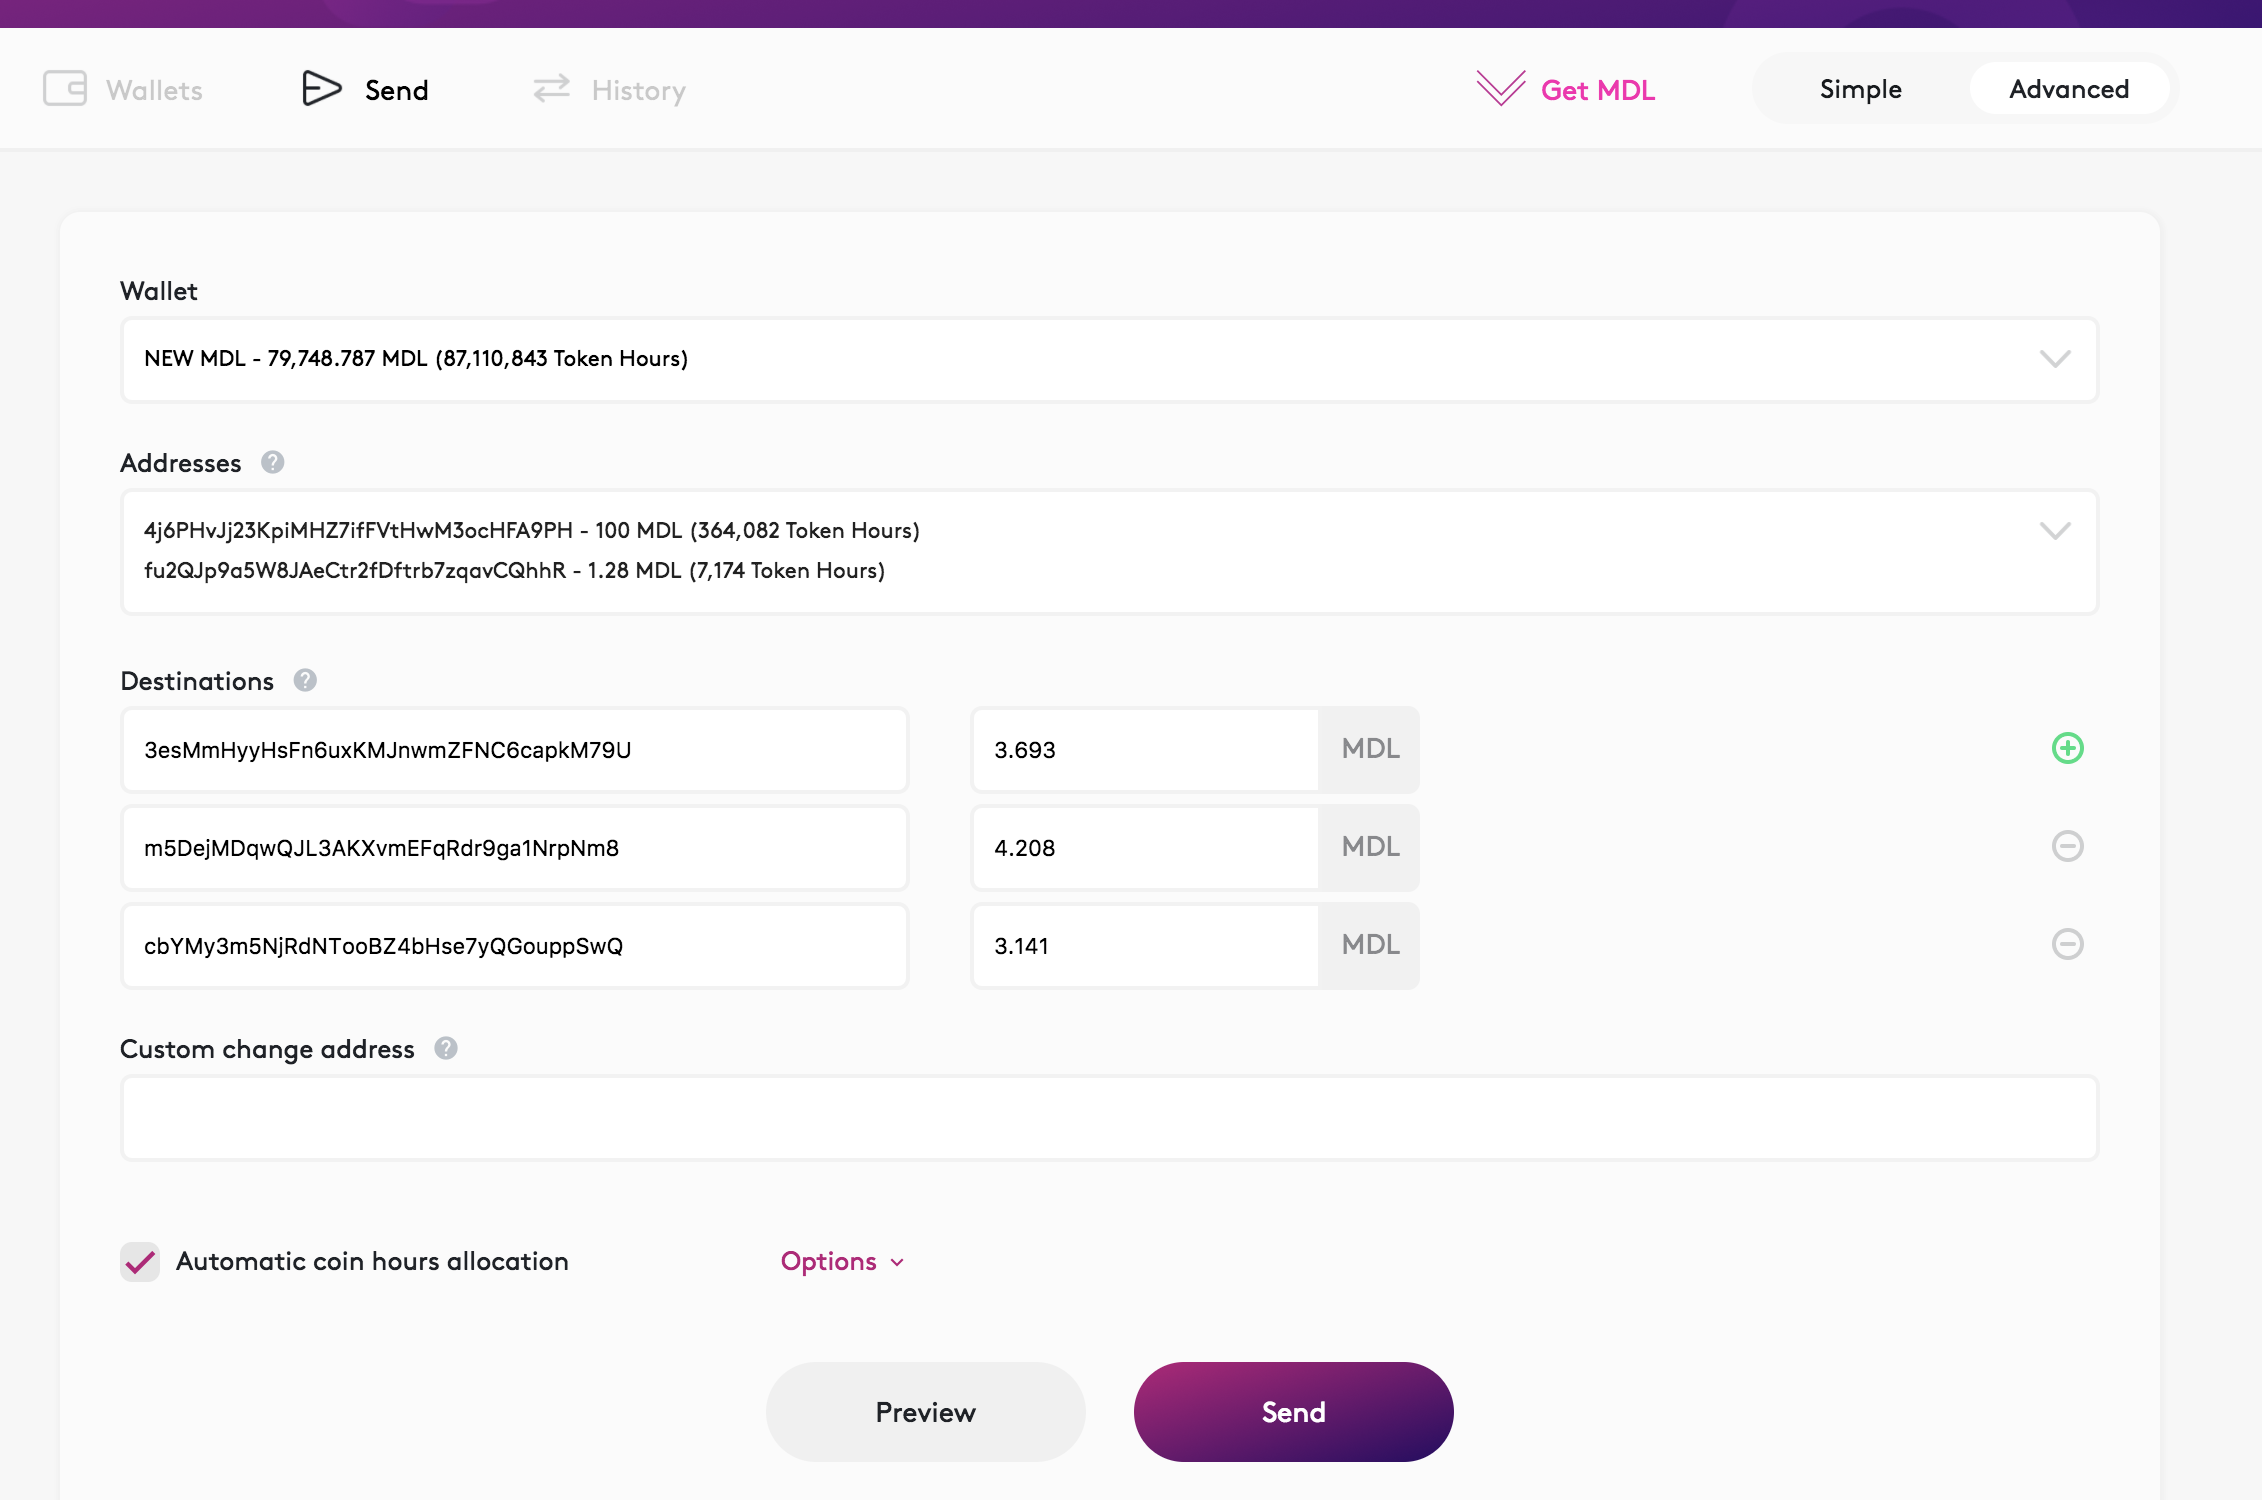 Wallets
Send
History
Get MDL
Simple
Advanced
Wallet
NEW MDL - 79,748.787 MDL (87,110,843 Token Hours)
Addresses ?
4j6PHvJj23KpiMHZ7ifFVtHwM3ocHFA9PH - 100 MDL (364,082 Token Hours)
fu2QJp9a5W8JAeCtr2fDftrb7zqavCQhhR - 1.28 MDL (7,174 Token Hours)
Destinations ?
3esMmHyyHsFn6uxKMJnwmZFNC6capkM79U
3.693 MDL
m5DejMDqwQJL3AKXvmEFqRdr9ga1NrpNm8
4.208 MDL
cbYMy3m5NjRdNTooBZ4bHse7yQGouppSwQ
3.141 MDL
Custom change address ?
Automatic coin hours allocation
Options
Preview
Send